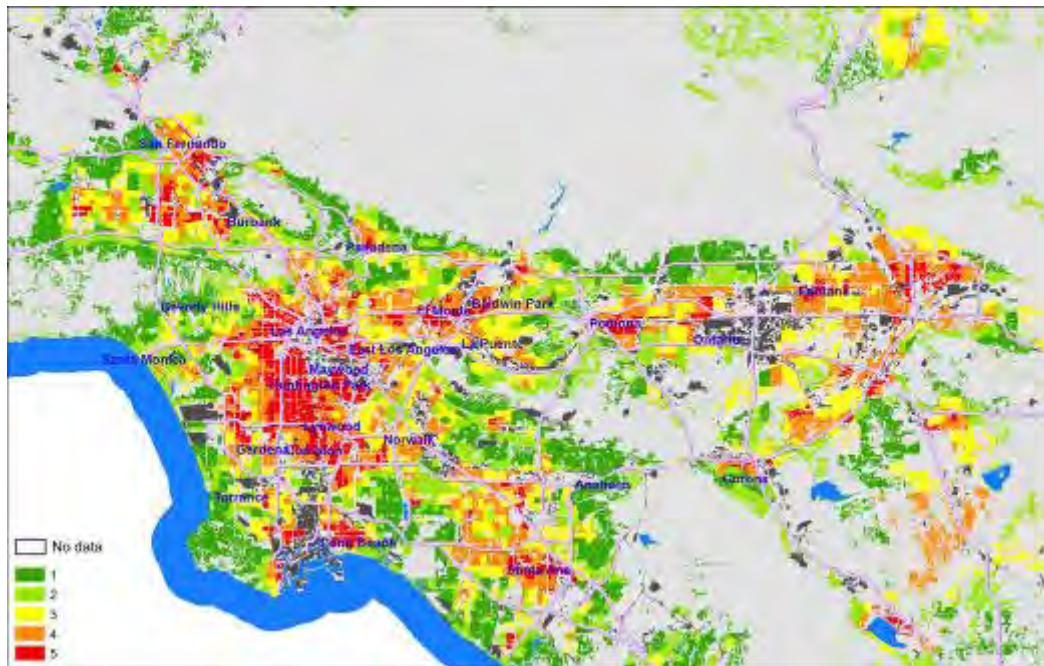 San Fernando
Burbank
Pasadena
Beverly Hills
El Monte
Baldwin Park
Fontana
Los Angeles
Pomona
Ontario
Santa Monica
East Los Angeles
La Puente
Maywood
Huntington Park
Lynwood
Norwalk
Gardena
Compton
Anaheim
Corona
Torrance
Long Beach
Santa Ana
No data
1
2
3
4
5